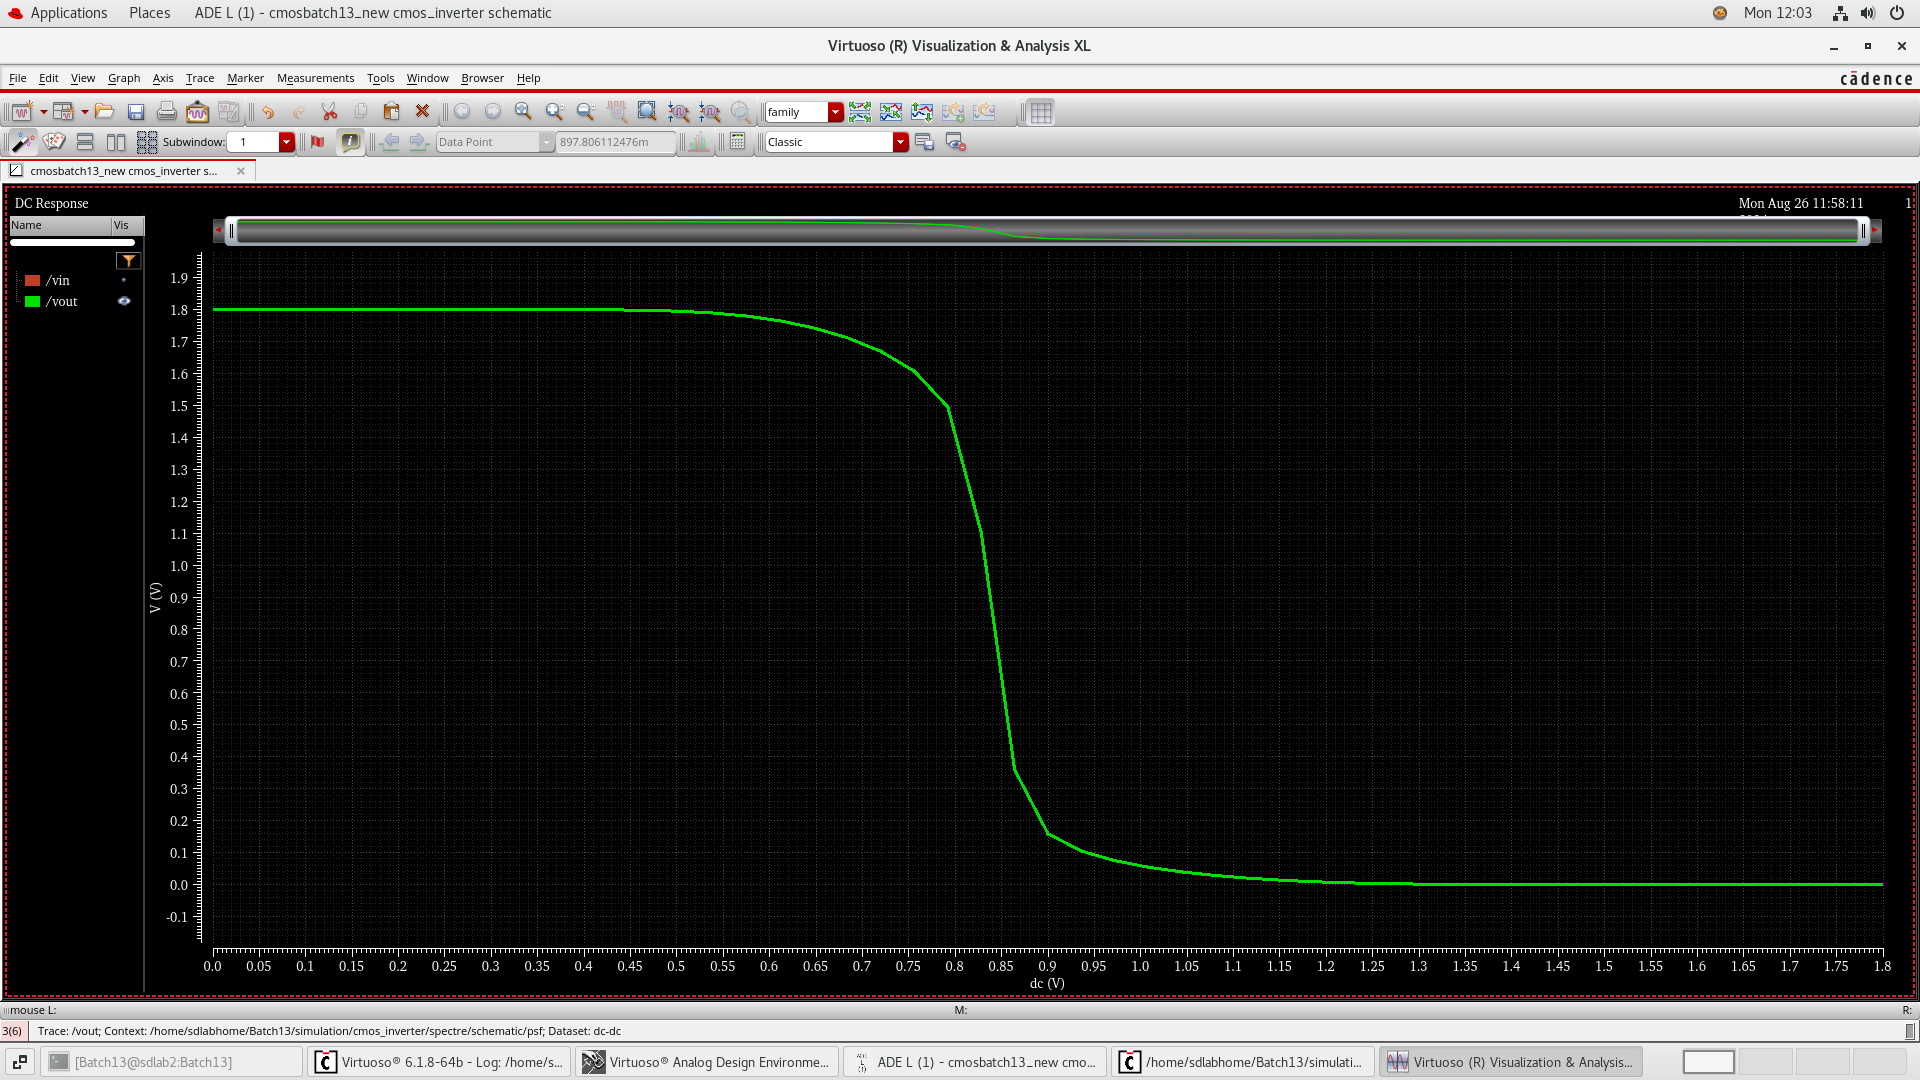 Applications Places ADE L (1) - cmosbatch13_new cmos_inverter schematic Mon 12:03
Virtuoso (R) Visualization & Analysis XL
File Edit View Graph Axis Trace Marker Measurements Tools Window Browser Help cādence
family
Subwindow: 1 Data Point 897.806112476m Classic
cmosbatch13_new cmos_inverter s...
DC Response Mon Aug 26 11:58:11 1
Name Vis
/vin
/vout
1.9
1.8
1.7
1.6
1.5
1.4
1.3
1.2
1.1
1.0
0.9
0.8
0.7
0.6
0.5
0.4
0.3
0.2
0.1
0.0
-0.1
V (V)
0.0 0.05 0.1 0.15 0.2 0.25 0.3 0.35 0.4 0.45 0.5 0.55 0.6 0.65 0.7 0.75 0.8 0.85 0.9 0.95 1.0 1.05 1.1 1.15 1.2 1.25 1.3 1.35 1.4 1.45 1.5 1.55 1.6 1.65 1.7 1.75 1.8
dc (V)
mouse L: M: R:
3(6) Trace: /vout; Context: /home/sdlabhome/Batch13/simulation/cmos_inverter/spectre/schematic/psf; Dataset: dc-dc
[Batch13@sdlab2:Batch13] Virtuoso® 6.1.8-64b - Log: /home/s... Virtuoso® Analog Design Environme... ADE L (1) - cmosbatch13_new cmo... /home/sdlabhome/Batch13/simulati... Virtuoso (R) Visualization & Analysis...